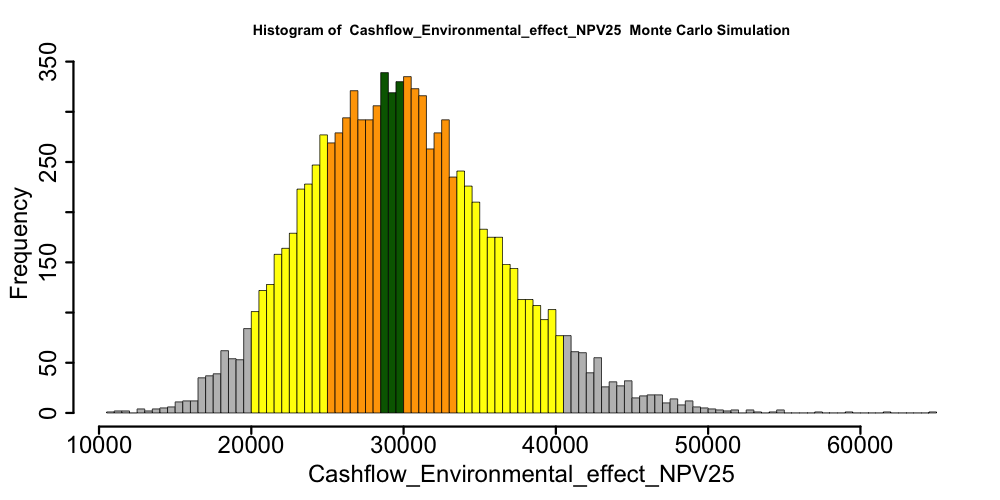 Histogram of  Cashflow_Environmental_effect_NPV25  Monte Carlo Simulation
350
250
150
50
0
Frequency
10000 20000 30000 40000 50000 60000
Cashflow_Environmental_effect_NPV25